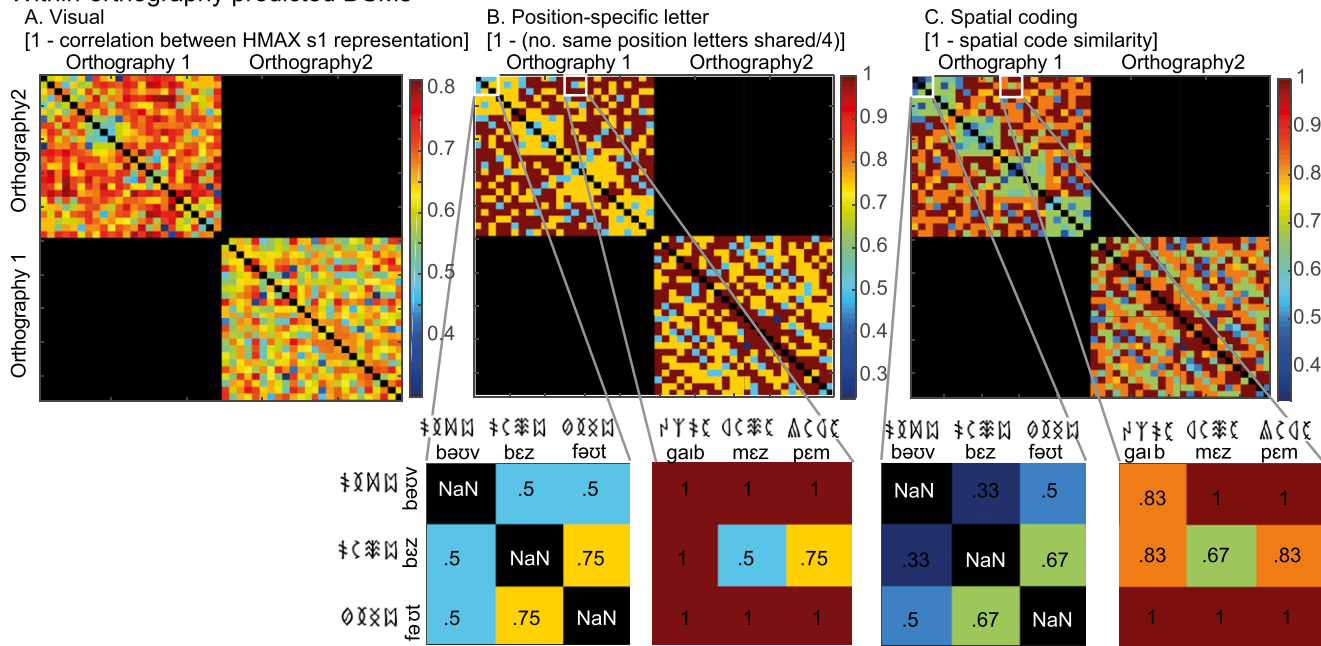 Within-orthography predicted DSMs
A. Visual
[1 - correlation between HMAX s1 representation]
Orthography 1 Orthography2
B. Position-specific letter
[1 - (no. same position letters shared/4)]
Orthography 1 Orthography2
C. Spatial coding
[1 - spatial code similarity]
Orthography 1 Orthography2
Orthography2
Orthography 1
0.8
0.7
0.6
0.5
0.4
1
0.9
0.8
0.7
0.6
0.5
0.4
0.3
1
0.9
0.8
0.7
0.6
0.5
0.4
bəʊv bɛz fəʊt
bəʊv NaN .5 .5
bɛz .5 NaN .75
fəʊt .5 .75 NaN
gaɪb mɛz pɛm
1 1 1
1 .5 .75
1 1 1
bəʊv bɛz fəʊt
NaN .33 .5
.33 NaN .67
.5 .67 NaN
gaɪb mɛz pɛm
.83 1 1
.83 .67 .83
1 1 1